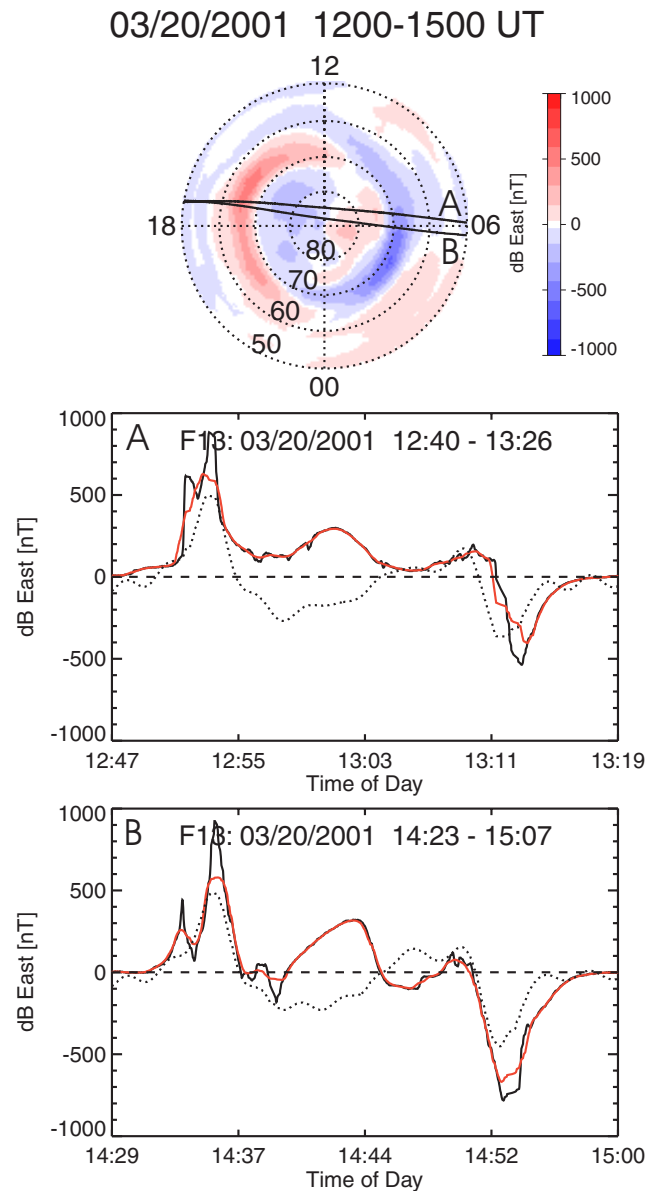 03/20/2001 1200-1500 UT
12
18
06
00
80
70
60
50
A
B
1000
500
0
-500
-1000
dB East [nT]
A F13: 03/20/2001 12:40 - 13:26
1000
500
0
-500
-1000
dB East [nT]
12:47 12:55 13:03 13:11 13:19
Time of Day
B F13: 03/20/2001 14:23 - 15:07
1000
500
0
-500
-1000
dB East [nT]
14:29 14:37 14:44 14:52 15:00
Time of Day